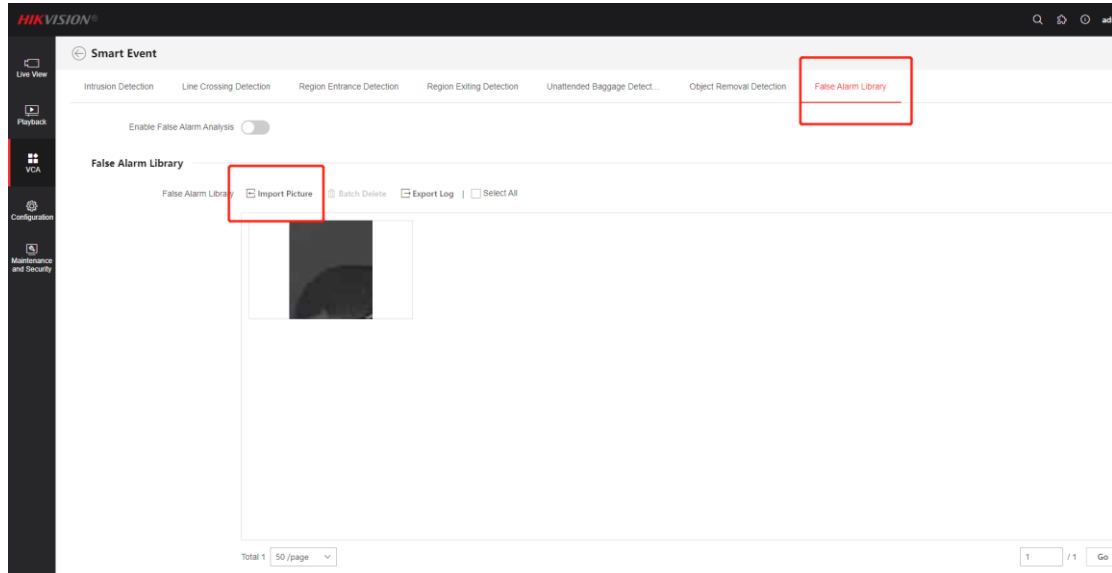 HIKVISION®
Smart Event
Live View
Intrusion Detection Line Crossing Detection Region Entrance Detection Region Exiting Detection Unattended Baggage Detect... Object Removal Detection False Alarm Library
Playback
Enable False Alarm Analysis
VCA
False Alarm Library
False Alarm Library Import Picture Batch Delete Export Log | Select All
Configuration
Maintenance
and Security
Total 1 50 /page 1 / 1 Go